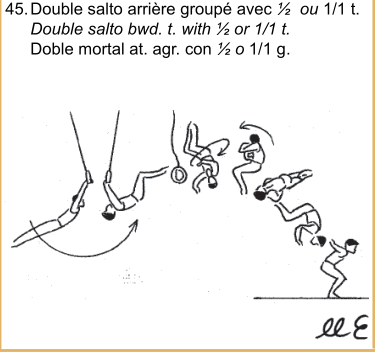 45. Double salto arrière groupé avec ½ ou 1/1 t.
Double salto bwd. t. with ½ or 1/1 t.
Doble mortal at. agr. con ½ o 1/1 g.